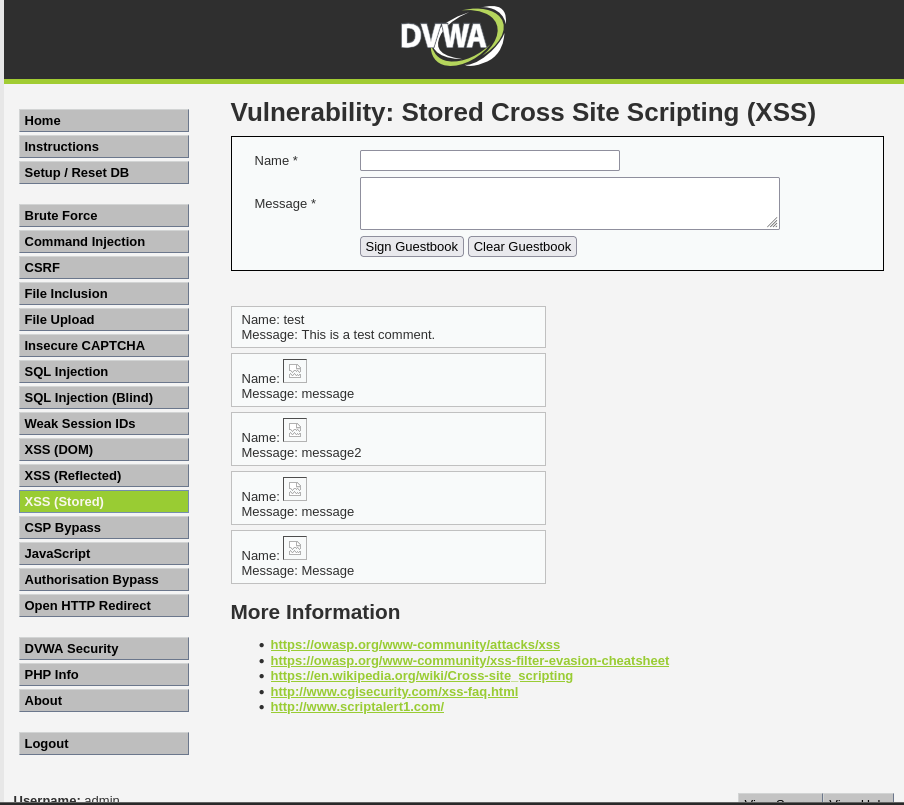 DVWA
Vulnerability: Stored Cross Site Scripting (XSS)
Home
Instructions
Setup / Reset DB
Brute Force
Command Injection
CSRF
File Inclusion
File Upload
Insecure CAPTCHA
SQL Injection
SQL Injection (Blind)
Weak Session IDs
XSS (DOM)
XSS (Reflected)
XSS (Stored)
CSP Bypass
JavaScript
Authorisation Bypass
Open HTTP Redirect
DVWA Security
PHP Info
About
Logout
Name *
Message *
Sign Guestbook Clear Guestbook
Name: test
Message: This is a test comment.
Name:
Message: message
Name:
Message: message2
Name:
Message: message
Name:
Message: Message
More Information
• https://owasp.org/www-community/attacks/xss
• https://owasp.org/www-community/xss-filter-evasion-cheatsheet
• https://en.wikipedia.org/wiki/Cross-site_scripting
• http://www.cgisecurity.com/xss-faq.html
• http://www.scriptalert1.com/
Username: admin